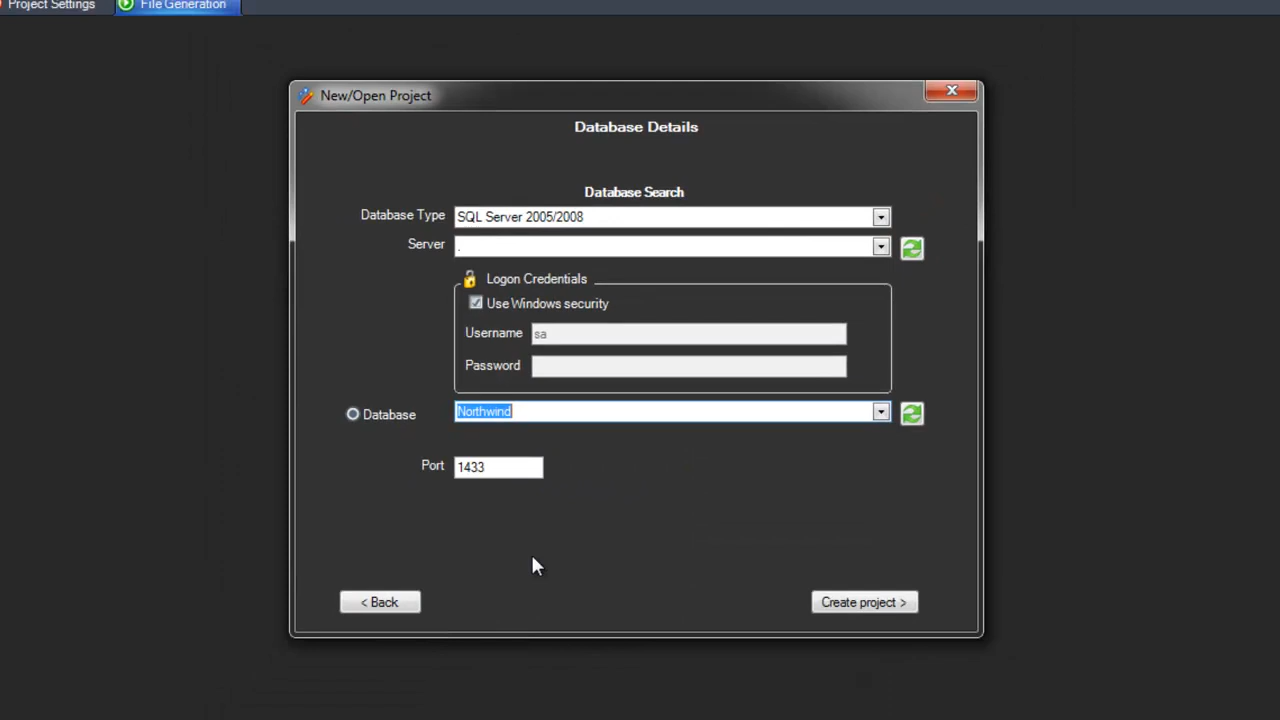 Project Settings
File Generation
New/Open Project
Database Details
Database Search
Database Type
SQL Server 2005/2008
Server
.
Logon Credentials
Use Windows security
Username
sa
Password
Database
Northwind
Port
1433
< Back
Create project >